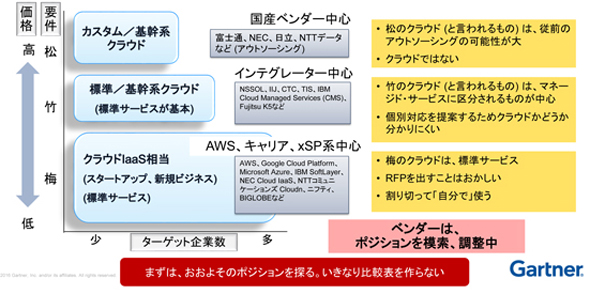 価格
要件
高
松
竹
梅
低
カスタム／基幹系
クラウド
国産ベンダー中心
富士通、NEC、日立、NTTデータ
など (アウトソーシング)
• 松のクラウド (と言われるもの) は、従前の
アウトソーシングの可能性が大
• クラウドではない
標準／基幹系クラウド
(標準サービスが基本)
インテグレーター中心
NSSOL、IIJ、CTC、TIS、IBM
Cloud Managed Services (CMS)、
Fujitsu K5など
• 竹のクラウド (と言われるもの) は、マネー
ジド・サービスに区分されるものが中心
• 個別対応を提案するためクラウドかどうか
分かりにくい
クラウドIaaS相当
(スタートアップ、新規ビジネス)
(標準サービス)
AWS、キャリア、xSP系中心
AWS、Google Cloud Platform、
Microsoft Azure、IBM SoftLayer、
NEC Cloud IaaS、NTTコミュニ
ケーションズ Cloudn、ニフティ、
BIGLOBEなど
• 梅のクラウドは、標準サービス
• RFPを出すことはおかしい
• 割り切って「自分で」使う
少
ターゲット企業数
多
ベンダーは、
ポジションを模索、調整中
まずは、おおよそのポジションを探る。いきなり比較表を作らない
Gartner